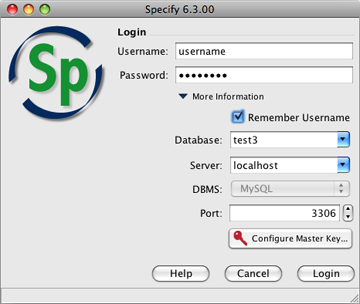 Specify 6.3.00
Sp
Login
Username: username
Password: ••••••••
More Information
Remember Username
Database: test3
Server: localhost
DBMS: MySQL
Port: 3306
Configure Master Key...
Help Cancel Login